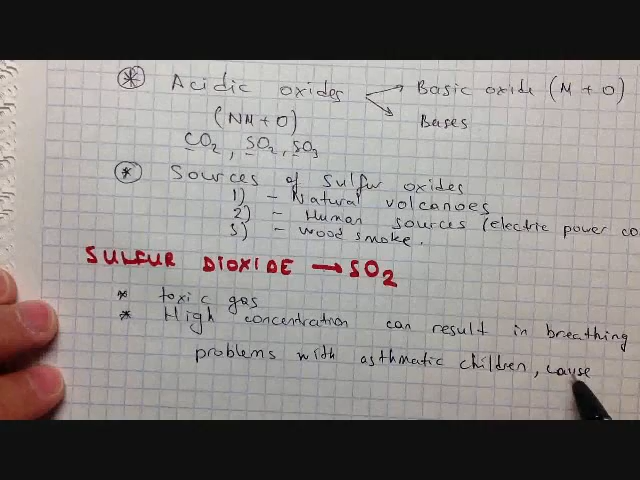 * Acidic oxides → Basic oxide (M + O)
(NM + O) → Bases
CO2, SO2, SO3
* Sources of sulfur oxides
1) - Natural volcanoes
2) - Human sources (electric power co
3) - wood smoke.
SULFUR DIOXIDE → SO2
* toxic gas
* High concentration can result in breathing
problems with asthmatic children, cause